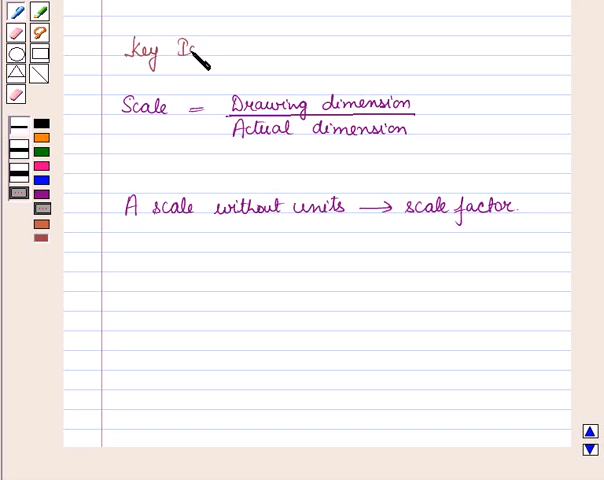 Key
Scale = Drawing dimension
Actual dimension
A scale without units → scale factor.